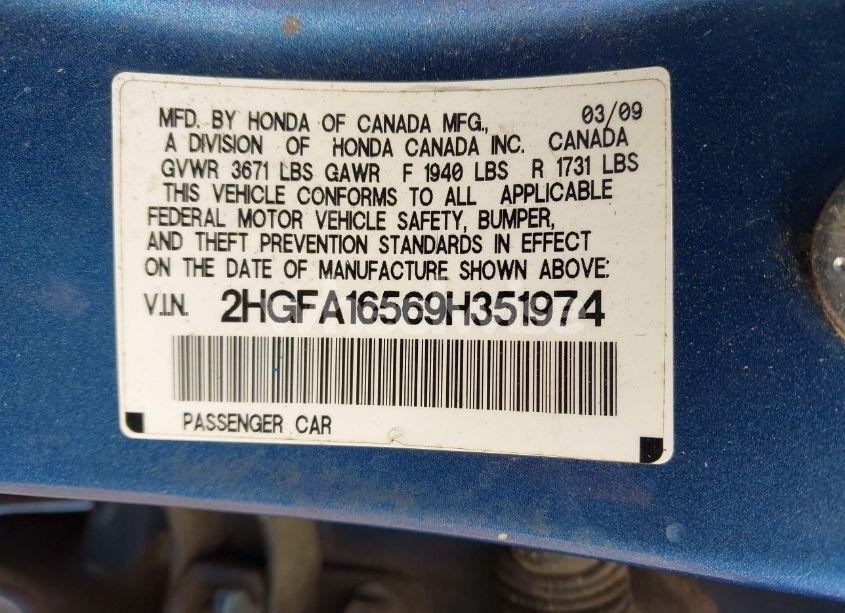 MFD. BY HONDA OF CANADA MFG., 03/09
A DIVISION OF HONDA CANADA INC. CANADA
GVWR 3671 LBS GAWR F 1940 LBS R 1731 LBS
THIS VEHICLE CONFORMS TO ALL APPLICABLE
FEDERAL MOTOR VEHICLE SAFETY, BUMPER,
AND THEFT PREVENTION STANDARDS IN EFFECT
ON THE DATE OF MANUFACTURE SHOWN ABOVE:
V.I.N. 2HGFA16569H351974
PASSENGER CAR